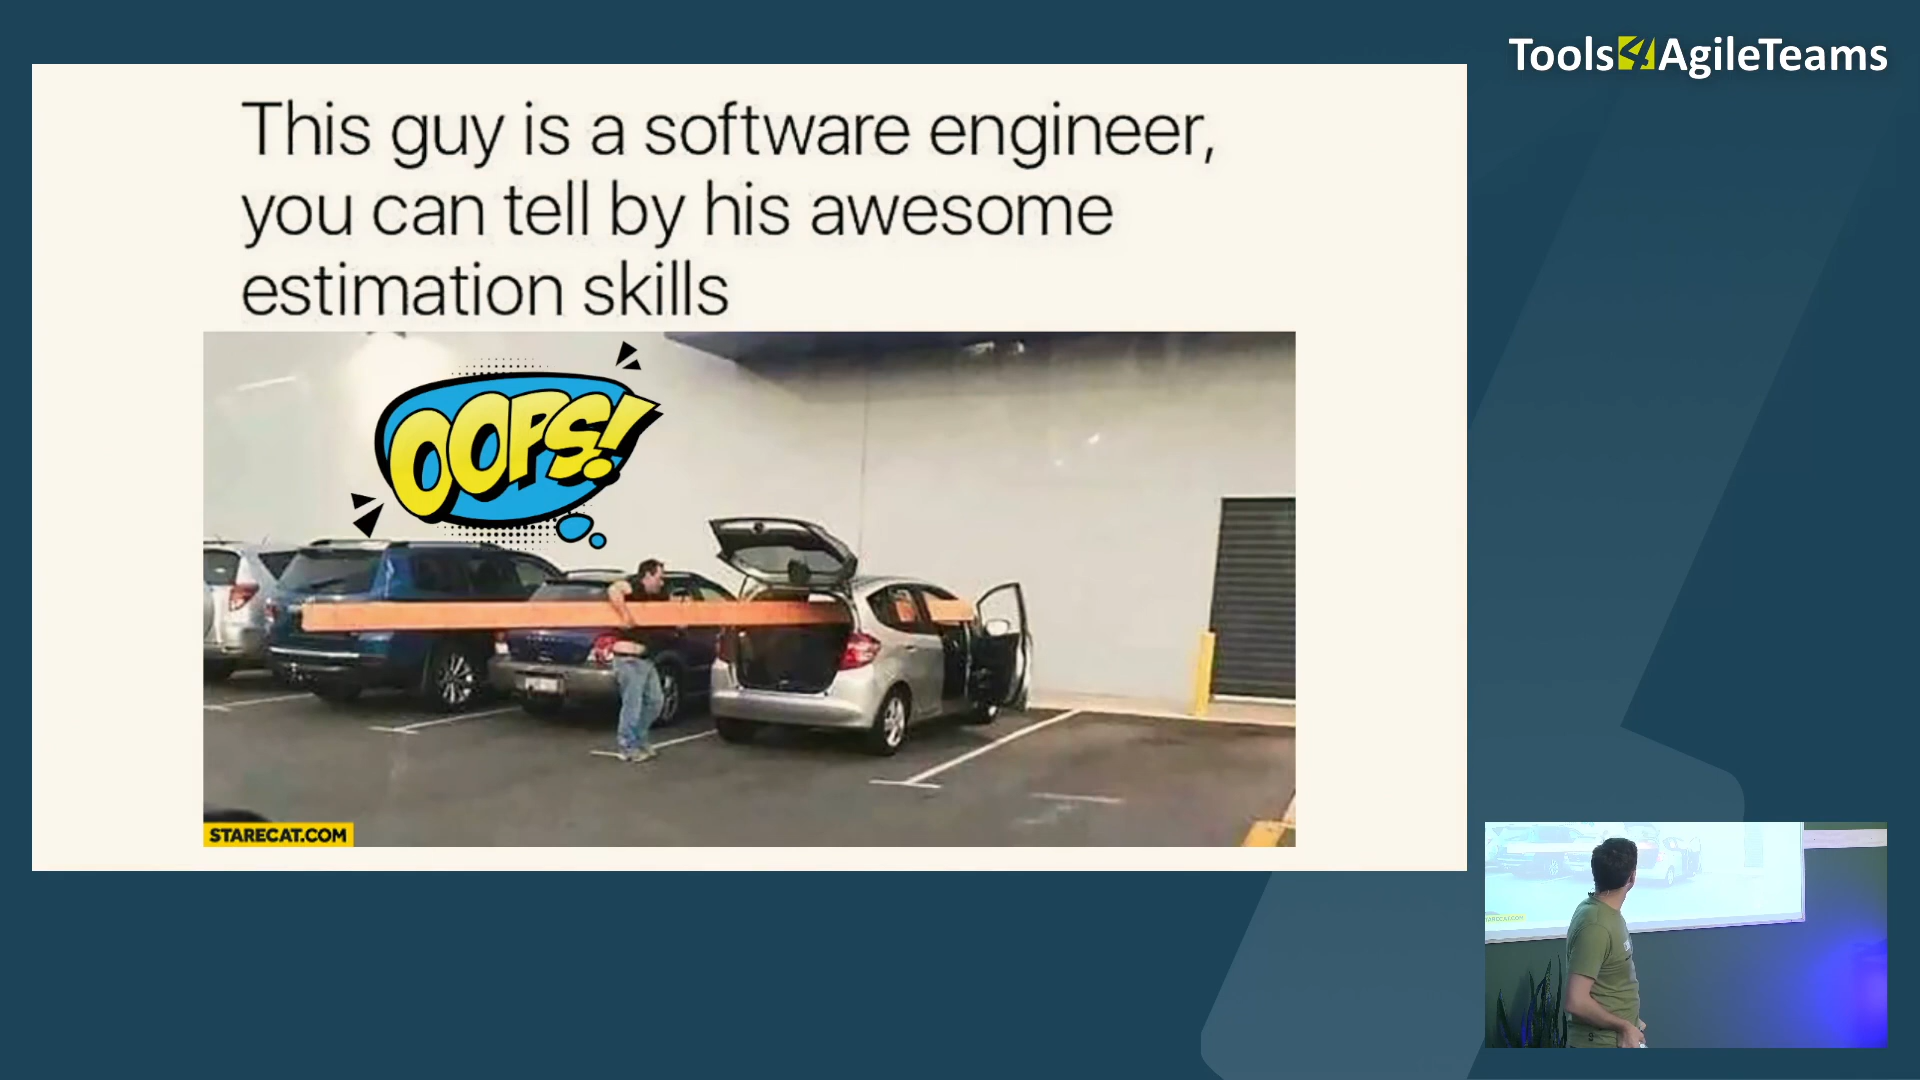 Tools4AgileTeams
This guy is a software engineer,
you can tell by his awesome
estimation skills
OOPS!
STARECAT.COM